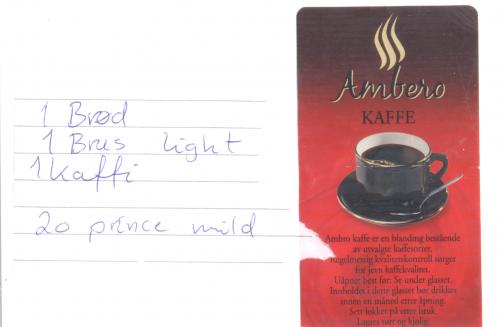 1 Brød
1 Brus light
1 Kaffi
20 prince mild
Ambero
KAFFE
Ambro kaffe er en blanding bestående
av utvalgte kaffesorter.
Regelmessig kvalitetskontroll sørger
for jevn kaffekvalitet.
Uåpnet best før: Se under glasset.
Innholdet i dette glasset bør drikkes
innen en måned etter åpning.
Sett lokket på etter bruk.
Lagres tørt og kjølig.